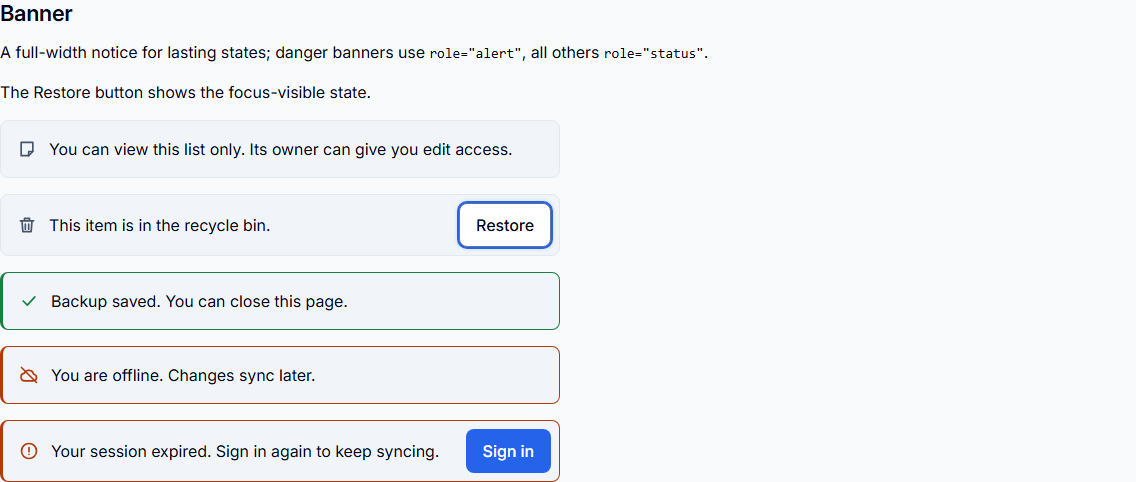 Banner
A full-width notice for lasting states; danger banners use role="alert", all others role="status".
The Restore button shows the focus-visible state.
You can view this list only. Its owner can give you edit access.
This item is in the recycle bin.
Restore
Backup saved. You can close this page.
You are offline. Changes sync later.
Your session expired. Sign in again to keep syncing.
Sign in